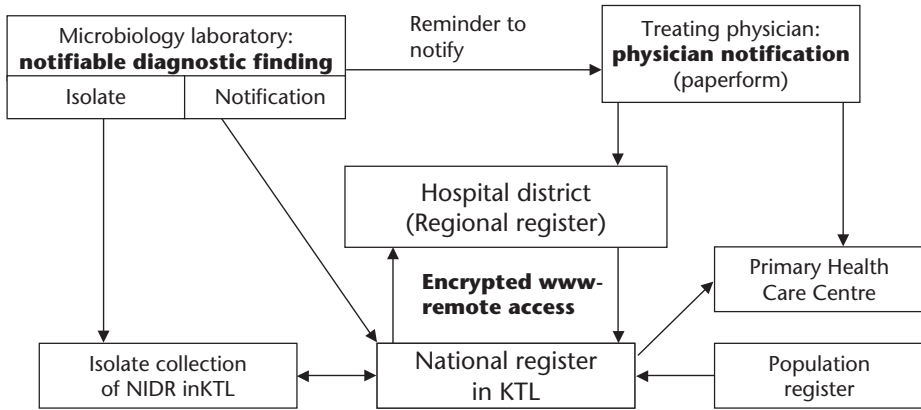 Microbiology laboratory:
notifiable diagnostic finding
Isolate
Notification
Reminder to
notify
Treating physician:
physician notification
(paperform)
Hospital district
(Regional register)
Encrypted www-
remote access
Primary Health
Care Centre
Isolate collection
of NIDR inKTL
National register
in KTL
Population
register